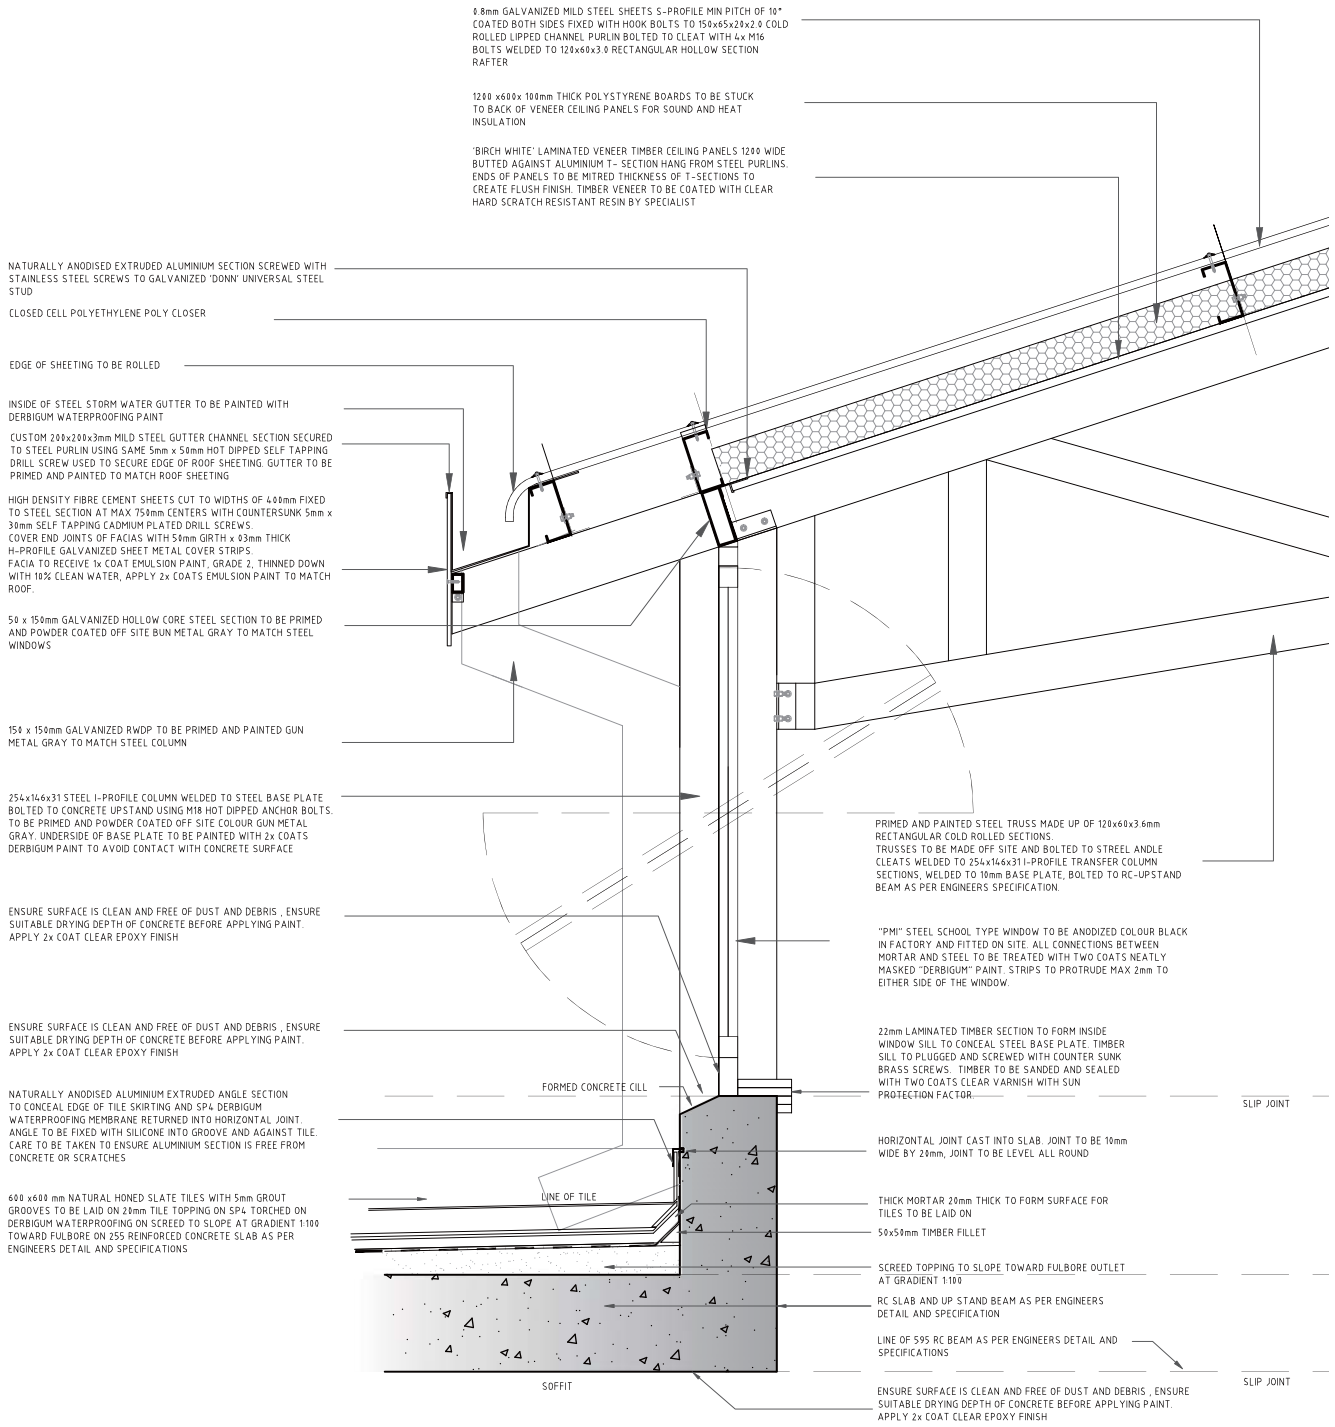 0.8mm GALVANIZED MILD STEEL SHEETS S-PROFILE MIN PITCH OF 10°
COATED BOTH SIDES FIXED WITH HOOK BOLTS TO 150x65x20x2.0 COLD
ROLLED LIPPED CHANNEL PURLIN BOLTED TO CLEAT WITH 4x M16
BOLTS WELDED TO 120x60x3.0 RECTANGULAR HOLLOW SECTION
RAFTER
1200 x600x 100mm THICK POLYSTYRENE BOARDS TO BE STUCK
TO BACK OF VENEER CEILING PANELS FOR SOUND AND HEAT
INSULATION
'BIRCH WHITE' LAMINATED VENEER TIMBER CEILING PANELS 1200 WIDE
BUTTED AGAINST ALUMINIUM T- SECTION HANG FROM STEEL PURLINS.
ENDS OF PANELS TO BE MITRED THICKNESS OF T-SECTIONS TO
CREATE FLUSH FINISH. TIMBER VENEER TO BE COATED WITH CLEAR
HARD SCRATCH RESISTANT RESIN BY SPECIALIST
NATURALLY ANODISED EXTRUDED ALUMINIUM SECTION SCREWED WITH
STAINLESS STEEL SCREWS TO GALVANIZED 'DONN' UNIVERSAL STEEL
STUD
CLOSED CELL POLYETHYLENE POLY CLOSER
EDGE OF SHEETING TO BE ROLLED
INSIDE OF STEEL STORM WATER GUTTER TO BE PAINTED WITH
DERBIGUM WATERPROOFING PAINT
CUSTOM 200x200x3mm MILD STEEL GUTTER CHANNEL SECTION SECURED
TO STEEL PURLIN USING SAME 5mm x 50mm HOT DIPPED SELF TAPPING
DRILL SCREW USED TO SECURE EDGE OF ROOF SHEETING. GUTTER TO BE
PRIMED AND PAINTED TO MATCH ROOF SHEETING
HIGH DENSITY FIBRE CEMENT SHEETS CUT TO WIDTHS OF 400mm FIXED
TO STEEL SECTION AT MAX 750mm CENTERS WITH COUNTERSUNK 5mm x
30mm SELF TAPPING CADMIUM PLATED DRILL SCREWS.
COVER END JOINTS OF FACIAS WITH 50mm GIRTH x 03mm THICK
H-PROFILE GALVANIZED SHEET METAL COVER STRIPS.
FACIA TO RECEIVE 1x COAT EMULSION PAINT, GRADE 2, THINNED DOWN
WITH 10% CLEAN WATER, APPLY 2x COATS EMULSION PAINT TO MATCH
ROOF.
50 x 150mm GALVANIZED HOLLOW CORE STEEL SECTION TO BE PRIMED
AND POWDER COATED OFF SITE BUN METAL GRAY TO MATCH STEEL
WINDOWS
150 x 150mm GALVANIZED RWDP TO BE PRIMED AND PAINTED GUN
METAL GRAY TO MATCH STEEL COLUMN
254x146x31 STEEL I-PROFILE COLUMN WELDED TO STEEL BASE PLATE
BOLTED TO CONCRETE UPSTAND USING M18 HOT DIPPED ANCHOR BOLTS.
TO BE PRIMED AND POWDER COATED OFF SITE COLOUR GUN METAL
GRAY. UNDERSIDE OF BASE PLATE TO BE PAINTED WITH 2x COATS
DERBIGUM PAINT TO AVOID CONTACT WITH CONCRETE SURFACE
PRIMED AND PAINTED STEEL TRUSS MADE UP OF 120x60x3.6mm
RECTANGULAR COLD ROLLED SECTIONS.
TRUSSES TO BE MADE OFF SITE AND BOLTED TO STREEL ANDLE
CLEATS WELDED TO 254x146x31 I-PROFILE TRANSFER COLUMN
SECTIONS, WELDED TO 10mm BASE PLATE, BOLTED TO RC-UPSTAND
BEAM AS PER ENGINEERS SPECIFICATION.
ENSURE SURFACE IS CLEAN AND FREE OF DUST AND DEBRIS , ENSURE
SUITABLE DRYING DEPTH OF CONCRETE BEFORE APPLYING PAINT.
APPLY 2x COAT CLEAR EPOXY FINISH
"PMI" STEEL SCHOOL TYPE WINDOW TO BE ANODIZED COLOUR BLACK
IN FACTORY AND FITTED ON SITE. ALL CONNECTIONS BETWEEN
MORTAR AND STEEL TO BE TREATED WITH TWO COATS NEATLY
MASKED "DERBIGUM" PAINT. STRIPS TO PROTRUDE MAX 2mm TO
EITHER SIDE OF THE WINDOW.
ENSURE SURFACE IS CLEAN AND FREE OF DUST AND DEBRIS , ENSURE
SUITABLE DRYING DEPTH OF CONCRETE BEFORE APPLYING PAINT.
APPLY 2x COAT CLEAR EPOXY FINISH
22mm LAMINATED TIMBER SECTION TO FORM INSIDE
WINDOW SILL TO CONCEAL STEEL BASE PLATE. TIMBER
SILL TO PLUGGED AND SCREWED WITH COUNTER SUNK
BRASS SCREWS. TIMBER TO BE SANDED AND SEALED
WITH TWO COATS CLEAR VARNISH WITH SUN
PROTECTION FACTOR.
FORMED CONCRETE CILL
SLIP JOINT
NATURALLY ANODISED ALUMINIUM EXTRUDED ANGLE SECTION
TO CONCEAL EDGE OF TILE SKIRTING AND SP4 DERBIGUM
WATERPROOFING MEMBRANE RETURNED INTO HORIZONTAL JOINT.
ANGLE TO BE FIXED WITH SILICONE INTO GROOVE AND AGAINST TILE.
CARE TO BE TAKEN TO ENSURE ALUMINIUM SECTION IS FREE FROM
CONCRETE OR SCRATCHES
HORIZONTAL JOINT CAST INTO SLAB. JOINT TO BE 10mm
WIDE BY 20mm, JOINT TO BE LEVEL ALL ROUND
600 x600 mm NATURAL HONED SLATE TILES WITH 5mm GROUT
GROOVES TO BE LAID ON 20mm TILE TOPPING ON SP4 TORCHED ON
DERBIGUM WATERPROOFING ON SCREED TO SLOPE AT GRADIENT 1:100
TOWARD FULBORE ON 255 REINFORCED CONCRETE SLAB AS PER
ENGINEERS DETAIL AND SPECIFICATIONS
LINE OF TILE
THICK MORTAR 20mm THICK TO FORM SURFACE FOR
TILES TO BE LAID ON
50x50mm TIMBER FILLET
SCREED TOPPING TO SLOPE TOWARD FULBORE OUTLET
AT GRADIENT 1:100
RC SLAB AND UP STAND BEAM AS PER ENGINEERS
DETAIL AND SPECIFICATION
LINE OF 595 RC BEAM AS PER ENGINEERS DETAIL AND
SPECIFICATIONS
SOFFIT
SLIP JOINT
ENSURE SURFACE IS CLEAN AND FREE OF DUST AND DEBRIS , ENSURE
SUITABLE DRYING DEPTH OF CONCRETE BEFORE APPLYING PAINT.
APPLY 2x COAT CLEAR EPOXY FINISH